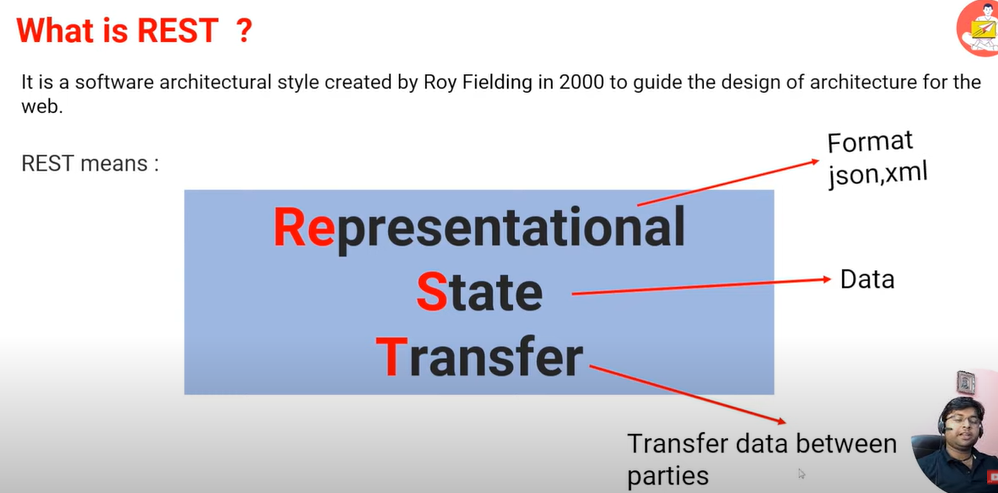 What is REST ?
It is a software architectural style created by Roy Fielding in 2000 to guide the design of architecture for the
web.
REST means :
Format
json,xml
Representational
State
Data
Transfer
Transfer data between
parties